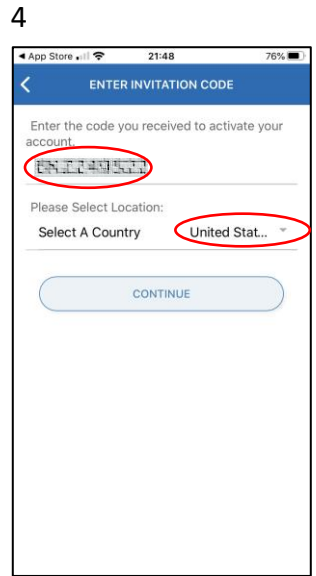 4
App Store 21:48 76%
ENTER INVITATION CODE
Enter the code you received to activate your
account.
Please Select Location:
Select A Country United Stat...
CONTINUE